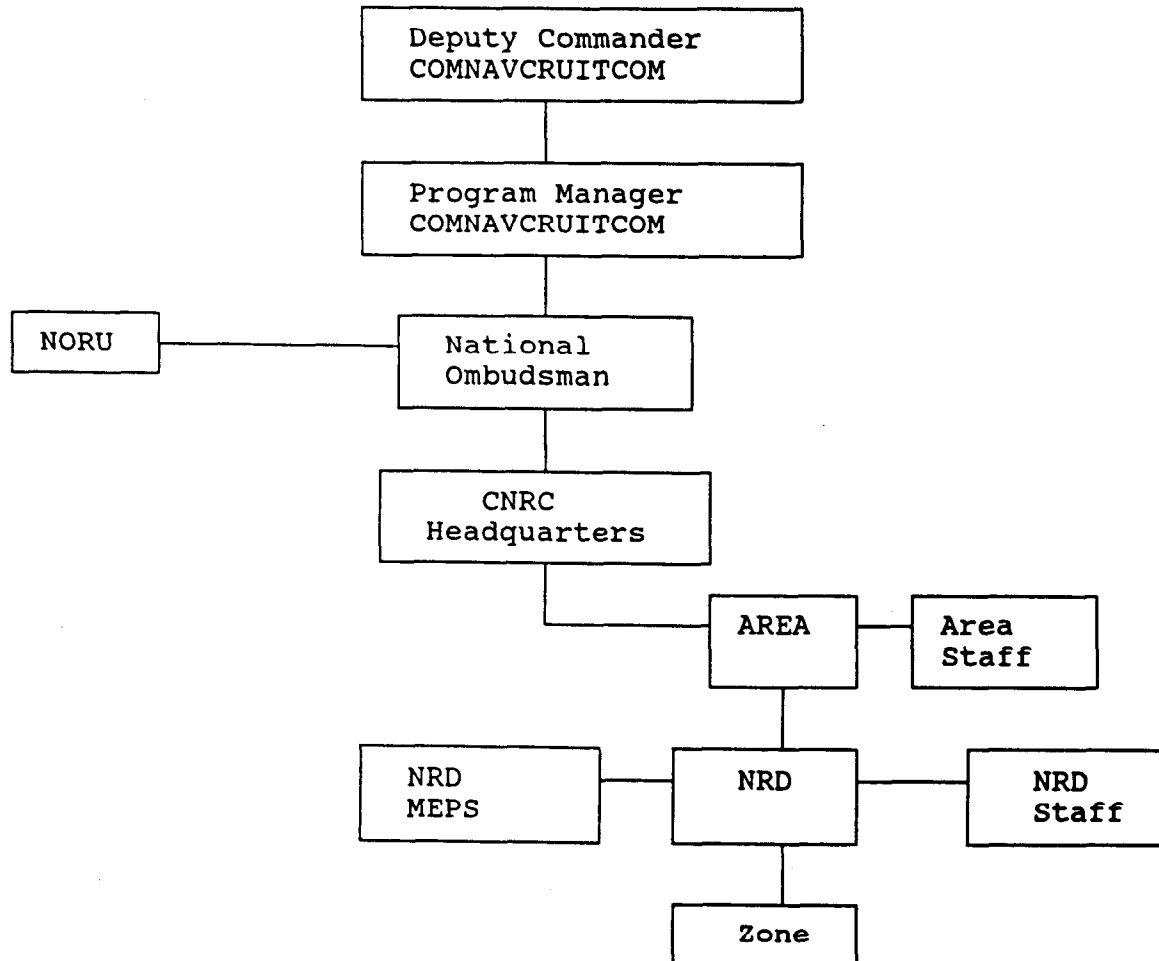 Deputy Commander
COMNAVCRUITCOM
Program Manager
COMNAVCRUITCOM
NORU
National
Ombudsman
CNRC
Headquarters
AREA
Area
Staff
NRD
MEPS
NRD
NRD
Staff
Zone